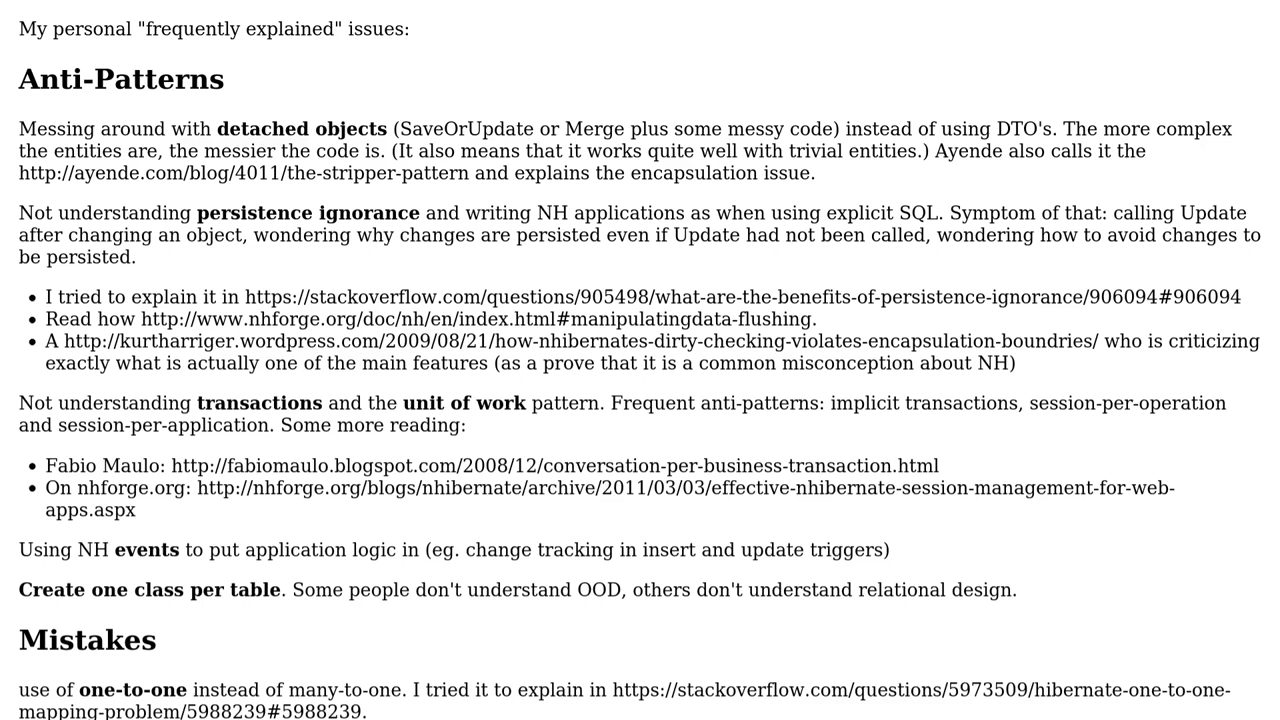 My personal "frequently explained" issues:
Anti-Patterns
Messing around with detached objects (SaveOrUpdate or Merge plus some messy code) instead of using DTO's. The more complex
the entities are, the messier the code is. (It also means that it works quite well with trivial entities.) Ayende also calls it the
http://ayende.com/blog/4011/the-stripper-pattern and explains the encapsulation issue.
Not understanding persistence ignorance and writing NH applications as when using explicit SQL. Symptom of that: calling Update
after changing an object, wondering why changes are persisted even if Update had not been called, wondering how to avoid changes to
be persisted.
• I tried to explain it in https://stackoverflow.com/questions/905498/what-are-the-benefits-of-persistence-ignorance/906094#906094
• Read how http://www.nhforge.org/doc/nh/en/index.html#manipulatingdata-flushing.
• A http://kurtharriger.wordpress.com/2009/08/21/how-nhibernates-dirty-checking-violates-encapsulation-boundries/ who is criticizing
exactly what is actually one of the main features (as a prove that it is a common misconception about NH)
Not understanding transactions and the unit of work pattern. Frequent anti-patterns: implicit transactions, session-per-operation
and session-per-application. Some more reading:
• Fabio Maulo: http://fabiomaulo.blogspot.com/2008/12/conversation-per-business-transaction.html
• On nhforge.org: http://nhforge.org/blogs/nhibernate/archive/2011/03/03/effective-nhibernate-session-management-for-web-
apps.aspx
Using NH events to put application logic in (eg. change tracking in insert and update triggers)
Create one class per table. Some people don't understand OOD, others don't understand relational design.
Mistakes
use of one-to-one instead of many-to-one. I tried it to explain in https://stackoverflow.com/questions/5973509/hibernate-one-to-one-
mapping-problem/5988239#5988239.